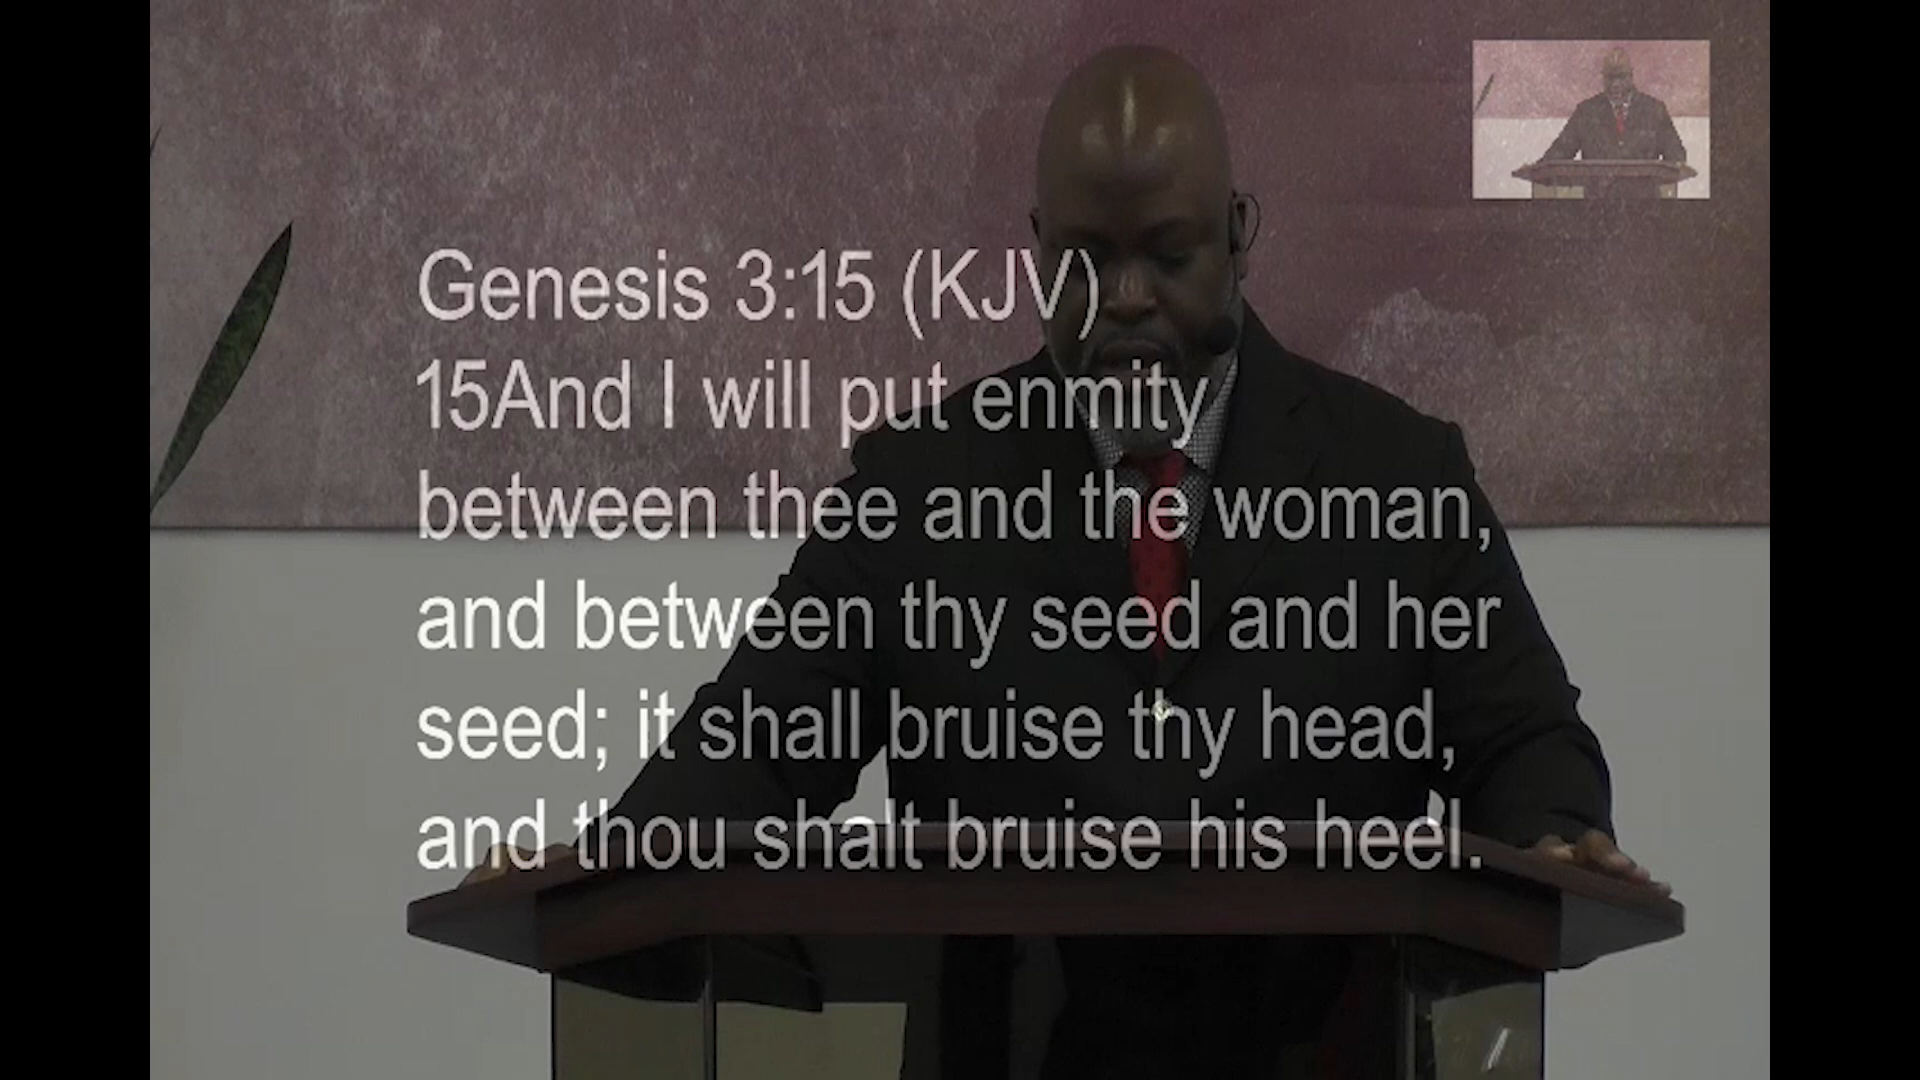 Genesis 3:15 (KJV)
15And I will put enmity
between thee and the woman,
and between thy seed and her
seed; it shall bruise thy head,
and thou shalt bruise his heel.